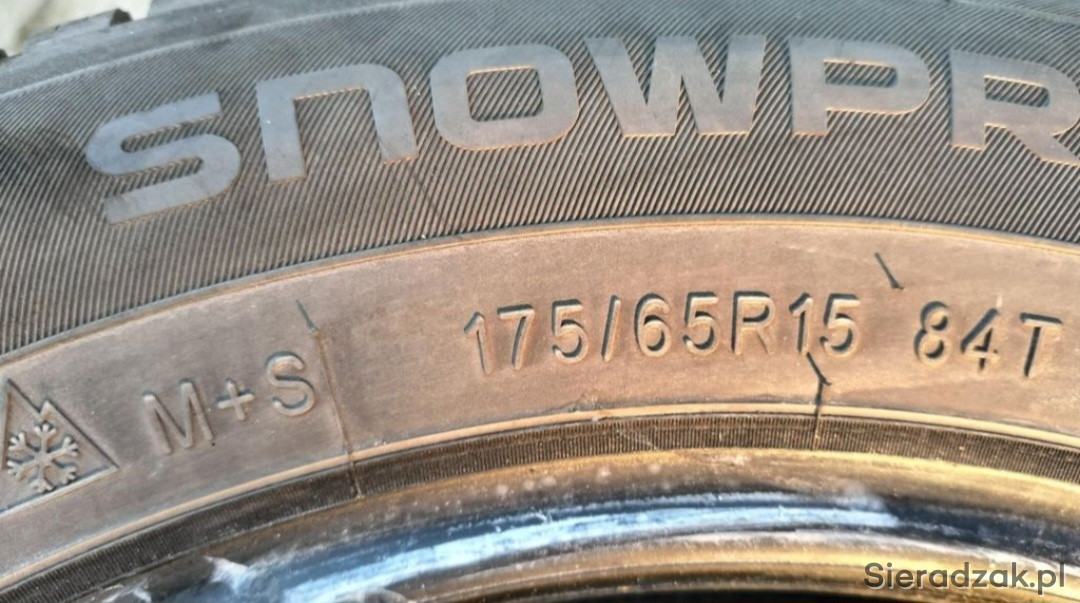 SNOWPR
M+S 175/65R15 84T
Sieradzak.pl